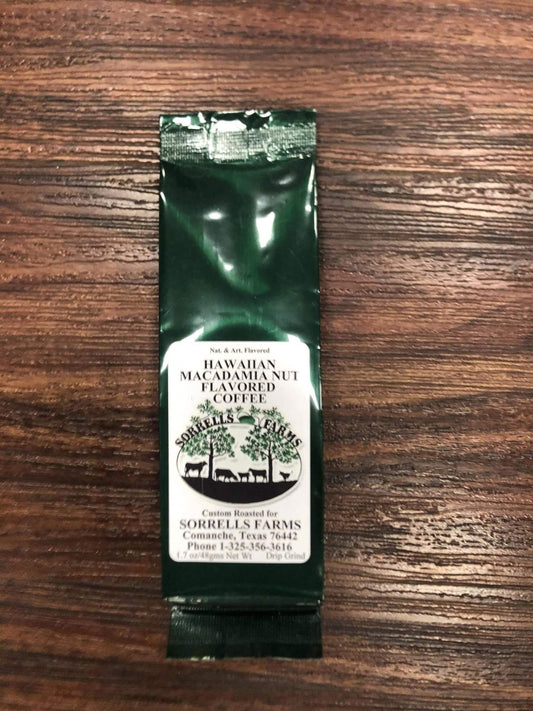 Nat. & Art. Flavored
HAWAIIAN
MACADAMIA NUT
FLAVORED
COFFEE
SORRELLS FARMS
Custom Roasted for
SORRELLS FARMS
Comanche, Texas 76442
Phone 1-325-356-3616
1.7 oz/48gms Net Wt Drip Grind